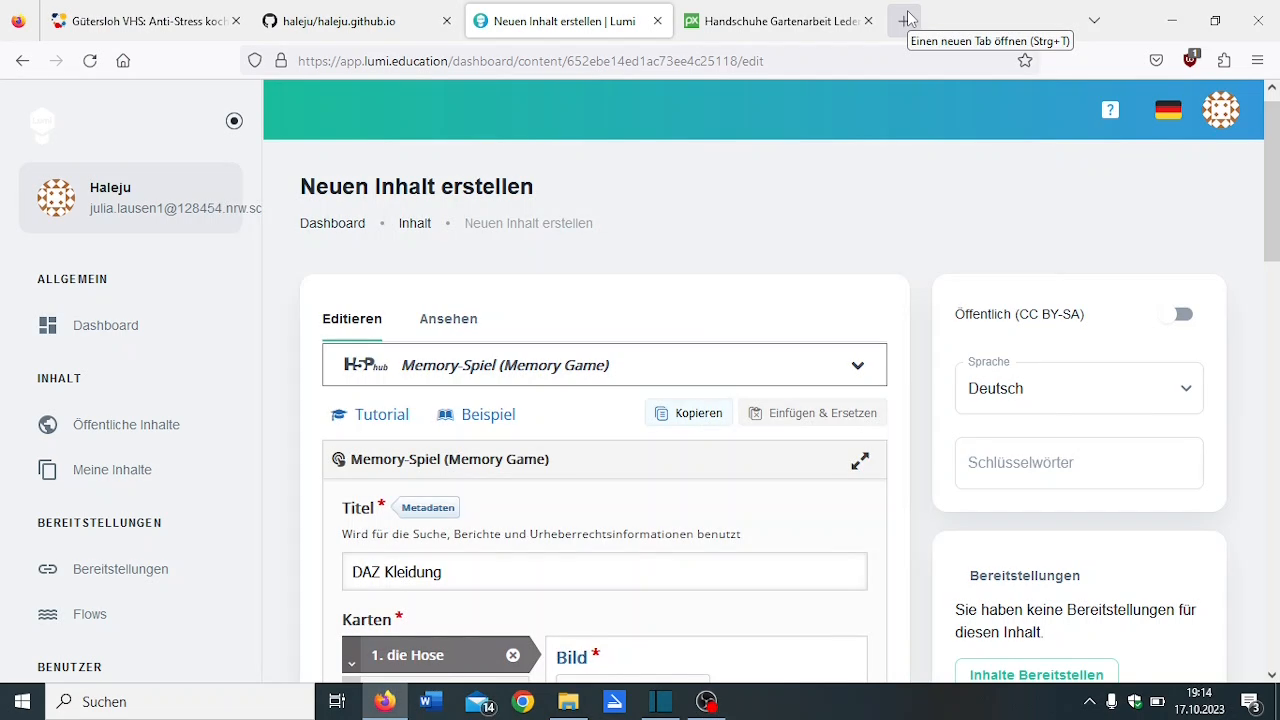 Gütersloh VHS: Anti-Stress koch
haleju/haleju.github.io
Neuen Inhalt erstellen | Lumi
Handschuhe Gartenarbeit Leder
Einen neuen Tab öffnen (Strg+T)
https://app.lumi.education/dashboard/content/652ebe14ed1ac73ee4c25118/edit
1
Haleju
julia.lausen1@128454.nrw.sc
ALLGEMEIN
Dashboard
INHALT
Öffentliche Inhalte
Meine Inhalte
BEREITSTELLUNGEN
Bereitstellungen
Flows
BENUTZER
Neuen Inhalt erstellen
Dashboard • Inhalt • Neuen Inhalt erstellen
Editieren Ansehen
H5P hub Memory-Spiel (Memory Game)
Tutorial Beispiel Kopieren Einfügen & Ersetzen
Memory-Spiel (Memory Game)
Titel * Metadaten
Wird für die Suche, Berichte und Urheberrechtsinformationen benutzt
DAZ Kleidung
Karten *
1. die Hose
Bild *
Öffentlich (CC BY-SA)
Sprache
Deutsch
Schlüsselwörter
Bereitstellungen
Sie haben keine Bereitstellungen für
diesen Inhalt.
Inhalte Bereitstellen
Suchen
14
19:14
17.10.2023
3